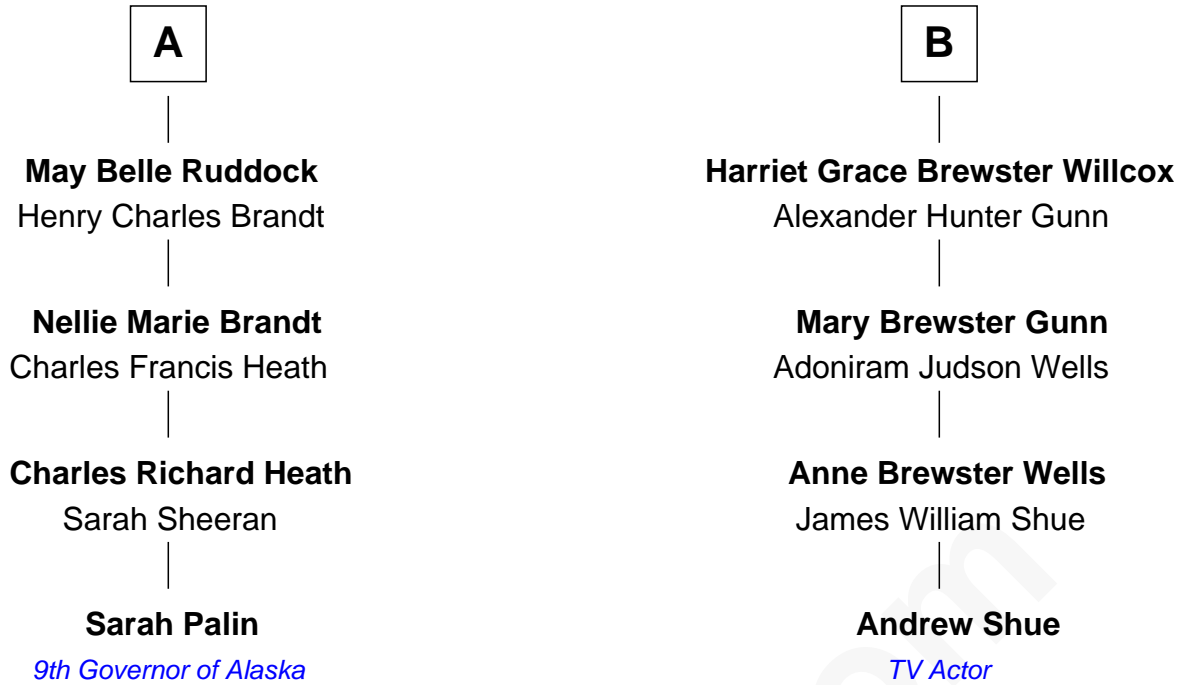 A
May Belle Ruddock
Henry Charles Brandt
Nellie Marie Brandt
Charles Francis Heath
Charles Richard Heath
Sarah Sheeran
Sarah Palin
9th Governor of Alaska
B
Harriet Grace Brewster Willcox
Alexander Hunter Gunn
Mary Brewster Gunn
Adoniram Judson Wells
Anne Brewster Wells
James William Shue
Andrew Shue
TV Actor